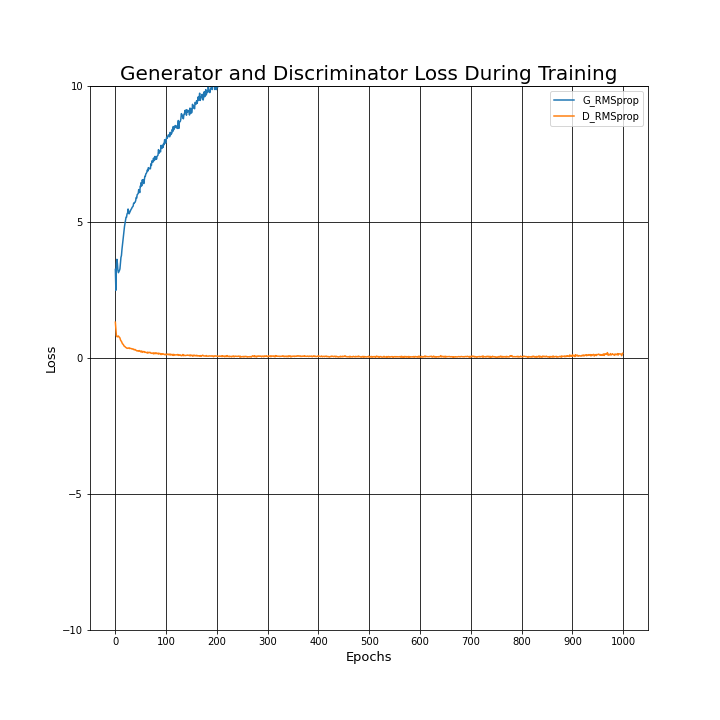 Generator and Discriminator Loss During Training
G_RMSprop
D_RMSprop
10
5
0
−5
−10
Loss
0 100 200 300 400 500 600 700 800 900 1000
Epochs